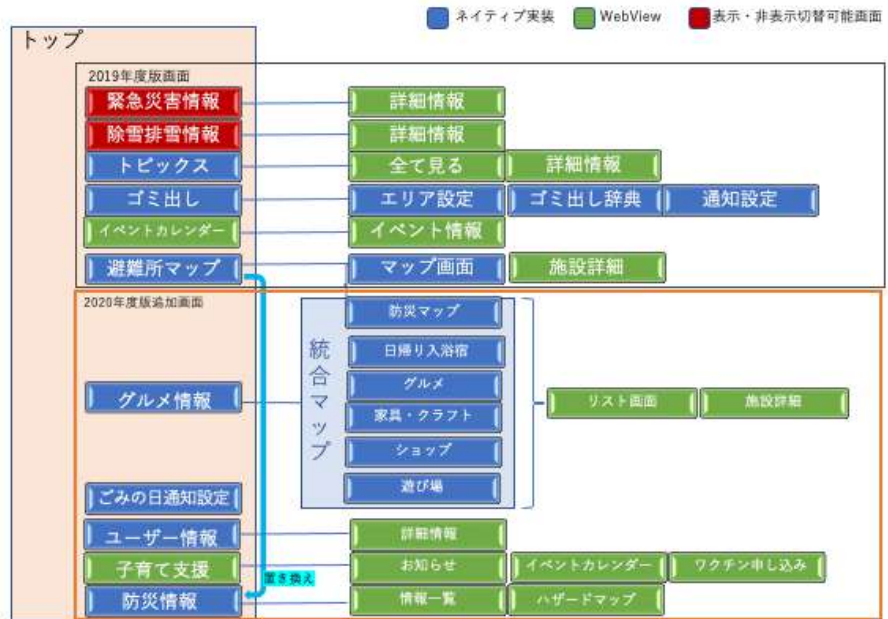 ネイティブ実装 WebView 表示・非表示切替可能画面
トップ
2019年度版画面
緊急災害情報 詳細情報
除雪排雪情報 詳細情報
トピックス 全て見る 詳細情報
ゴミ出し エリア設定 ゴミ出し辞典 通知設定
イベントカレンダー イベント情報
避難所マップ マップ画面 施設詳細
2020年度版追加画面
統合マップ
防災マップ
日帰り入浴宿
グルメ
家具・クラフト
ショップ
遊び場
グルメ情報 リスト画面 施設詳細
ごみの日通知設定
ユーザー情報 詳細情報
子育て支援 お知らせ イベントカレンダー ワクチン申し込み
置き換え
防災情報 情報一覧 ハザードマップ